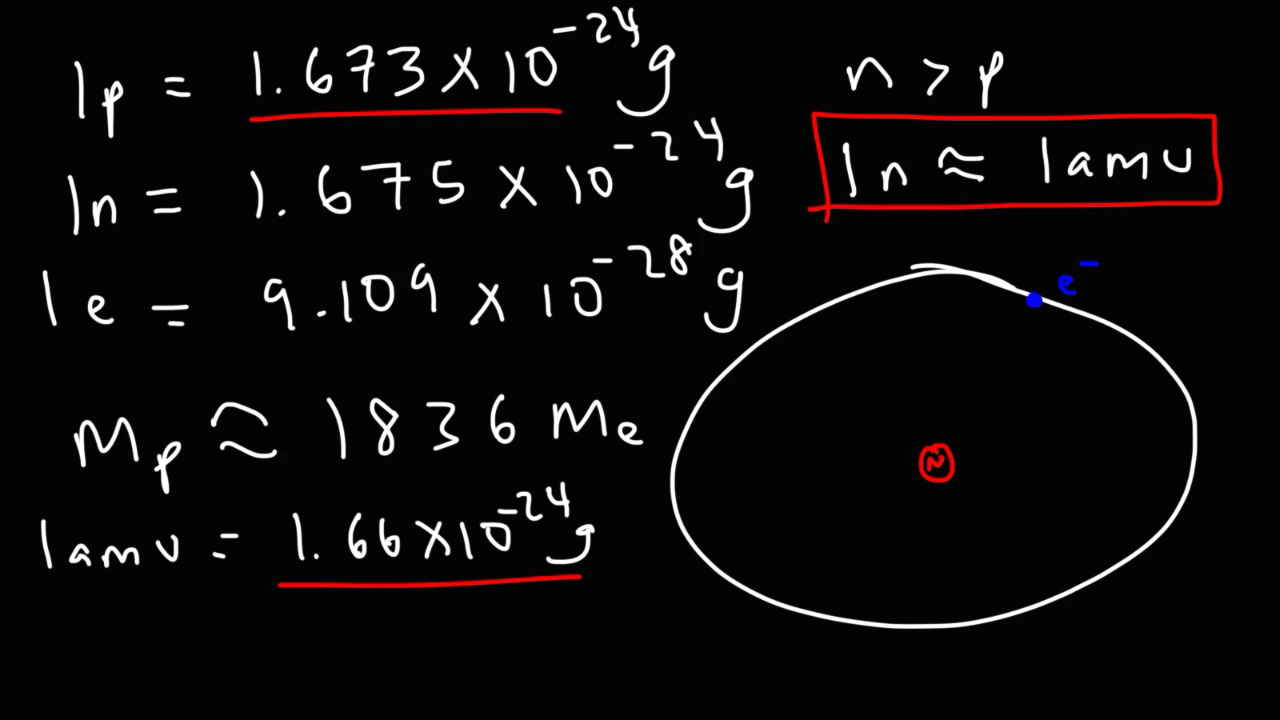 1p = 1.673 × 10⁻²⁴ g
1n = 1.675 × 10⁻²⁴ g
1e = 9.109 × 10⁻²⁸ g
Mp ≈ 1836 Me
1amu = 1.66 × 10⁻²⁴ g
n > p
1n ≈ 1amu
e⁻
N